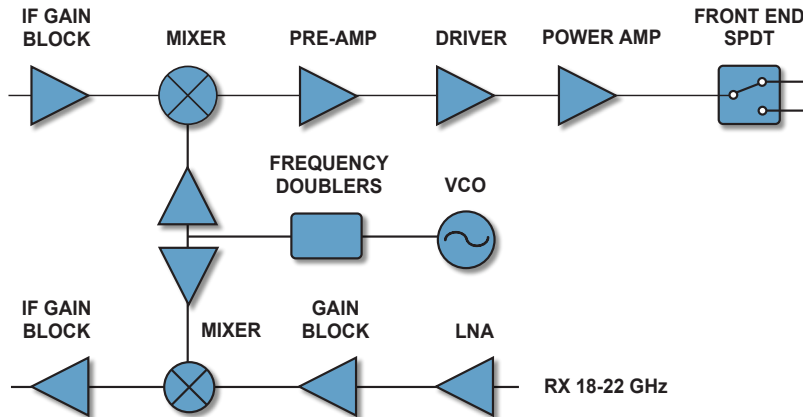 IF GAIN
BLOCK
MIXER
PRE-AMP
DRIVER
POWER AMP
FRONT END
SPDT
FREQUENCY
DOUBLERS
VCO
IF GAIN
BLOCK
MIXER
GAIN
BLOCK
LNA
RX 18-22 GHz